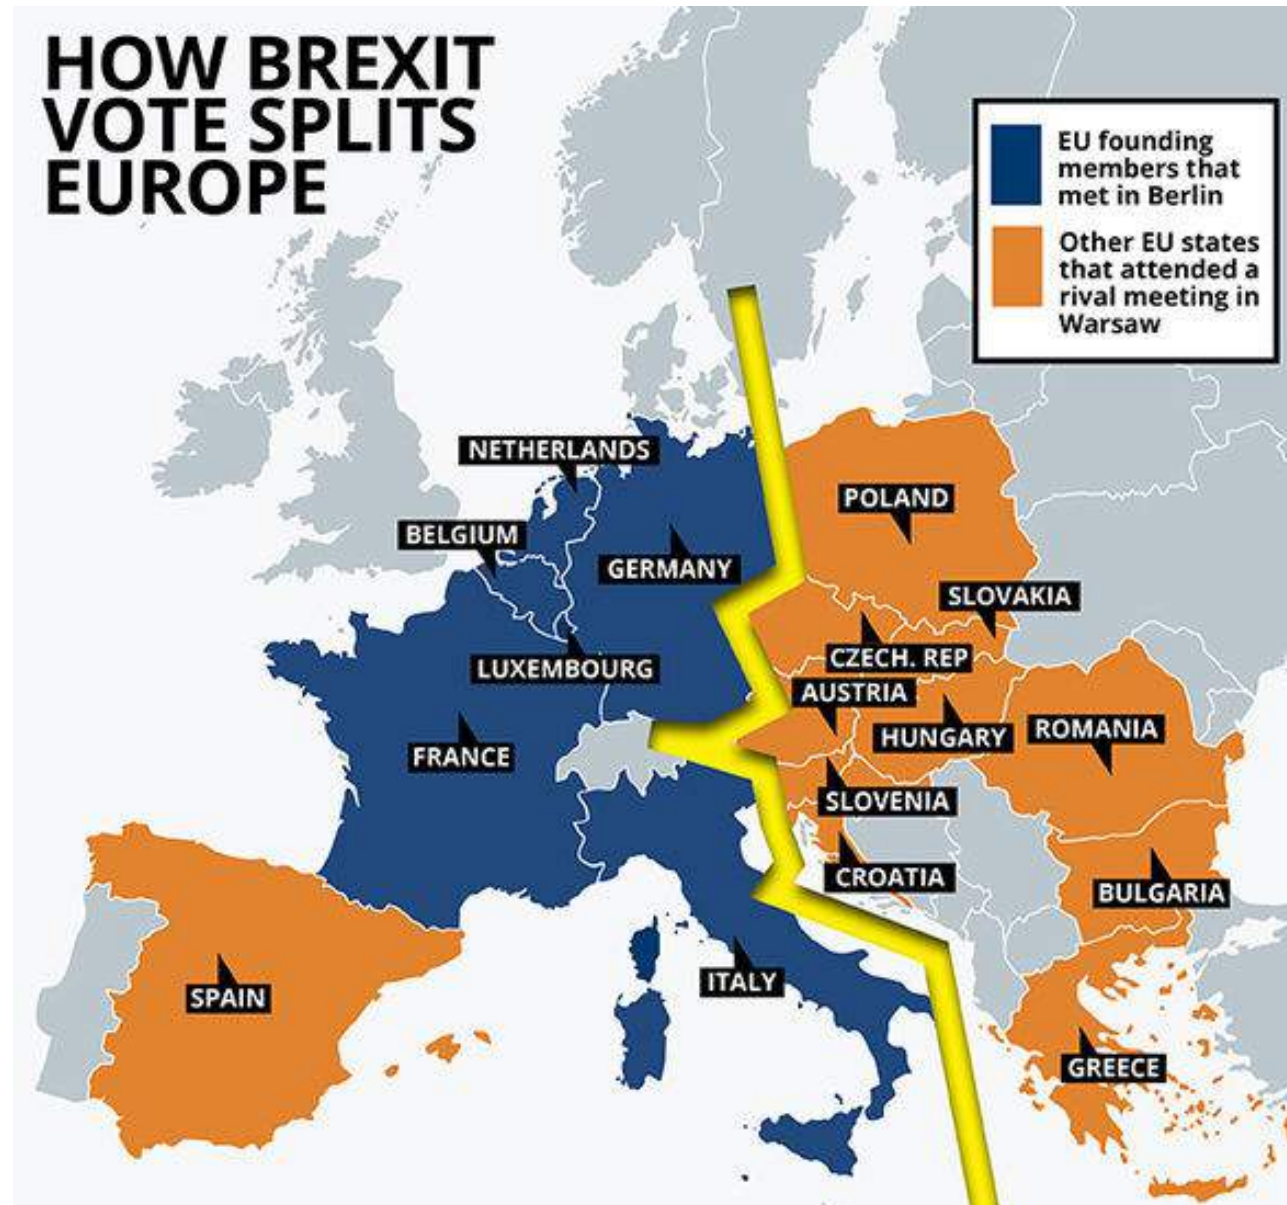 HOW BREXIT
VOTE SPLITS
EUROPE
EU founding
members that
met in Berlin
Other EU states
that attended a
rival meeting in
Warsaw
NETHERLANDS
POLAND
BELGIUM
GERMANY
SLOVAKIA
LUXEMBOURG
CZECH. REP
AUSTRIA
FRANCE
HUNGARY
ROMANIA
SLOVENIA
CROATIA
BULGARIA
SPAIN
ITALY
GREECE